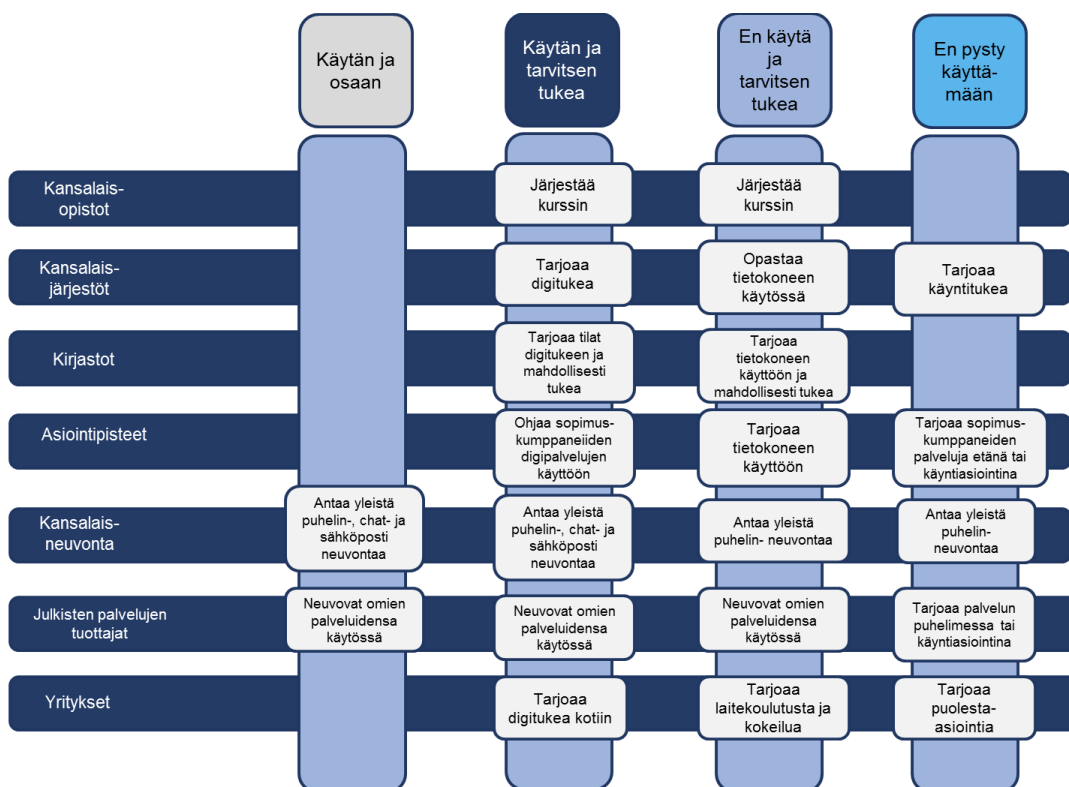 Käytän ja
osaan
Käytän ja
tarvitsen
tukea
En käytä
ja
tarvitsen
tukea
En pysty
käyttä-
mään
Kansalais-
opistot
Järjestää
kurssin
Järjestää
kurssin
Kansalais-
järjestöt
Tarjoaa
digitukea
Opastaa
tietokoneen
käytössä
Tarjoaa
käyntitukea
Kirjastot
Tarjoaa tilat
digitukeen ja
mahdollisesti
tukea
Tarjoaa
tietokoneen
käyttöön ja
mahdollisesti tukea
Asiointipisteet
Ohjaa sopimus-
kumppaneiiden
digipalvelujen
käyttöön
Tarjoaa
tietokoneen
käyttöön
Tarjoaa sopimus-
kumppaneiden
palveluja etänä tai
käyntiasiointina
Kansalais-
neuvonta
Antaa yleistä
puhelin-, chat- ja
sähköposti
neuvontaa
Antaa yleistä
puhelin-, chat- ja
sähköposti
neuvontaa
Antaa yleistä
puhelin- neuvontaa
Antaa yleistä
puhelin-
neuvontaa
Julkisten palvelujen
tuottajat
Neuvovat omien
palveluidensa
käytössä
Neuvovat omien
palveluidensa
käytössä
Neuvovat omien
palveluidensa
käytössä
Tarjoaa palvelun
puhelimessa tai
käyntiasiointina
Yritykset
Tarjoaa
digitukea kotiin
Tarjoaa
laitekoulutusta ja
kokeilua
Tarjoaa
puolesta-
asiointia